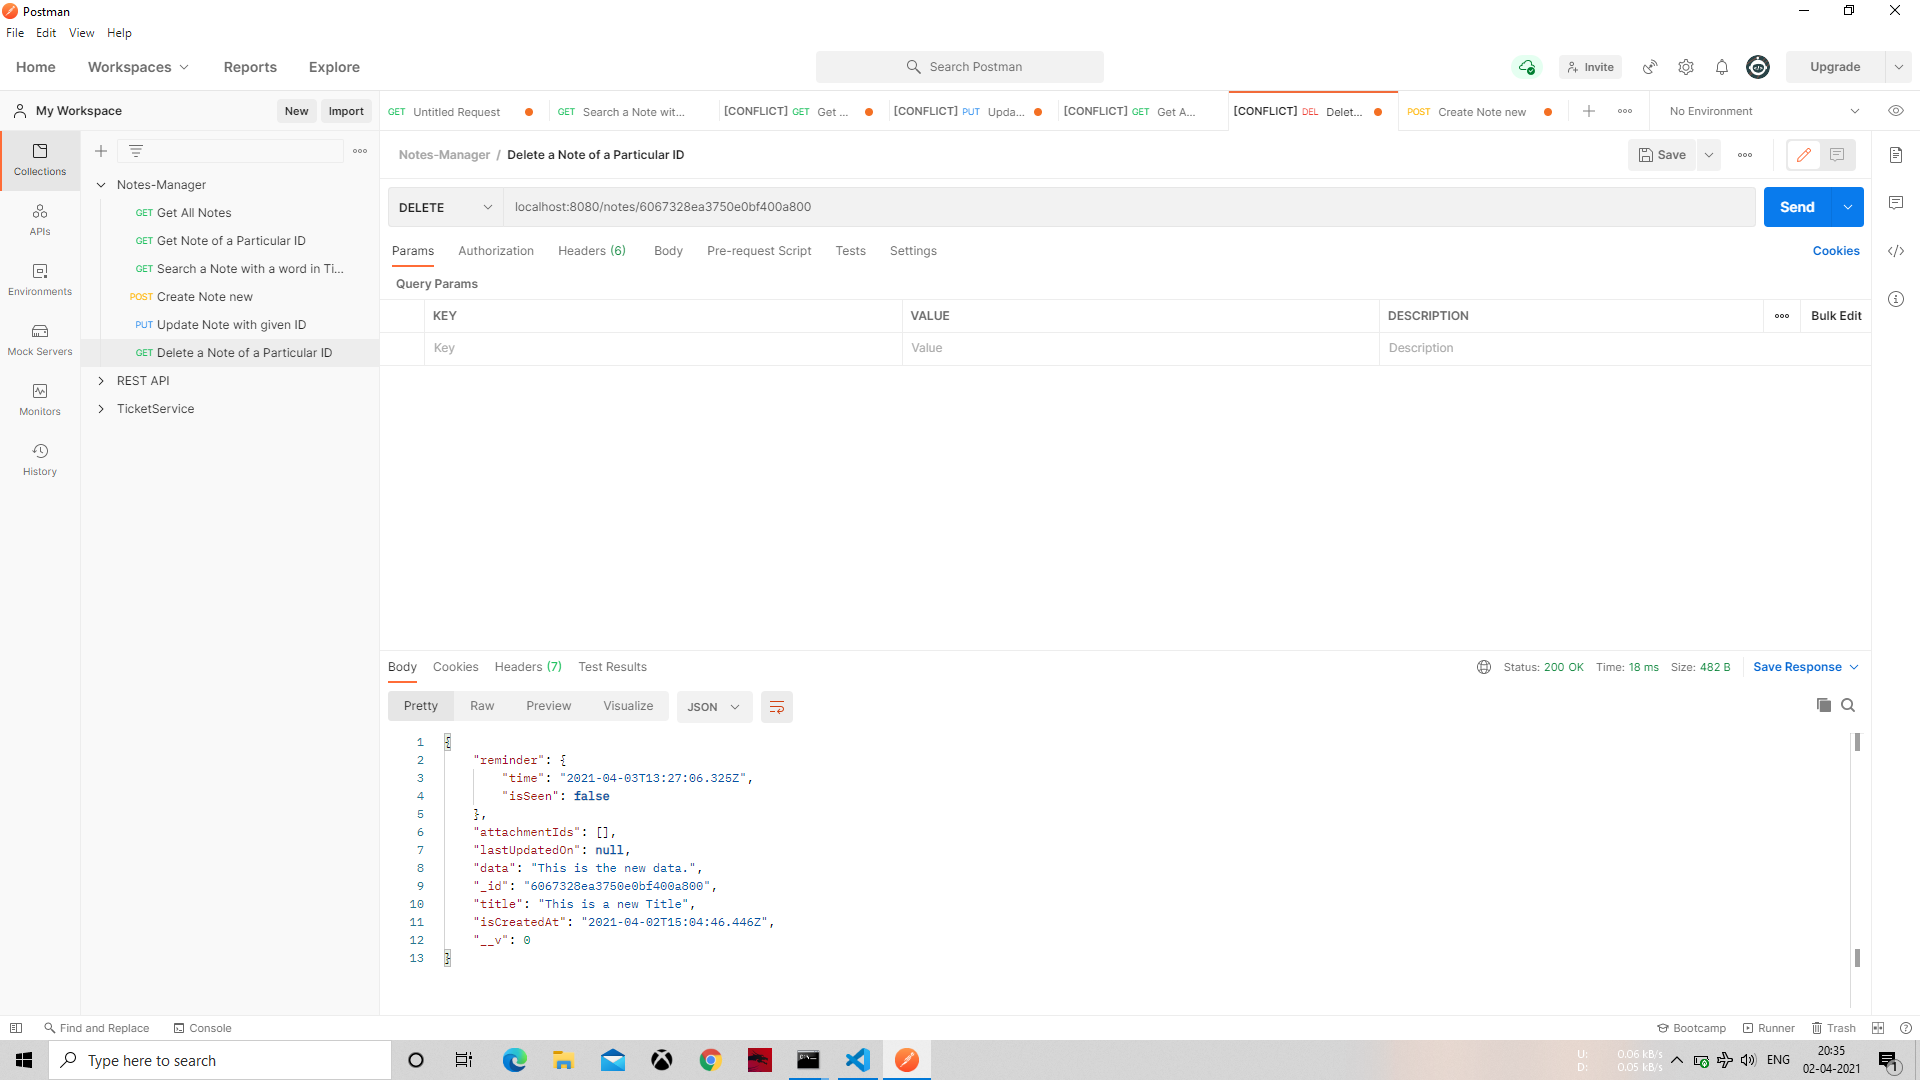 Postman
File Edit View Help
Home Workspaces Reports Explore Search Postman Invite Upgrade
My Workspace New Import
GET Untitled Request GET Search a Note wit... [CONFLICT] GET Get ... [CONFLICT] PUT Upda... [CONFLICT] GET Get A... [CONFLICT] DEL Delet... POST Create Note new No Environment
Collections
APIs
Environments
Mock Servers
Monitors
History
Notes-Manager
GET Get All Notes
GET Get Note of a Particular ID
GET Search a Note with a word in Ti...
POST Create Note new
PUT Update Note with given ID
GET Delete a Note of a Particular ID
REST API
TicketService
Notes-Manager / Delete a Note of a Particular ID Save
DELETE localhost:8080/notes/6067328ea3750e0bf400a800 Send
Params Authorization Headers (6) Body Pre-request Script Tests Settings Cookies
Query Params
KEY VALUE DESCRIPTION Bulk Edit
Key Value Description
Body Cookies Headers (7) Test Results Status: 200 OK Time: 18 ms Size: 482 B Save Response
Pretty Raw Preview Visualize JSON
1 {
2 "reminder": {
3 "time": "2021-04-03T13:27:06.325Z",
4 "isSeen": false
5 },
6 "attachmentIds": [],
7 "lastUpdatedOn": null,
8 "data": "This is the new data.",
9 "_id": "6067328ea3750e0bf400a800",
10 "title": "This is a new Title",
11 "isCreatedAt": "2021-04-02T15:04:46.446Z",
12 "__v": 0
13 }
Find and Replace Console Bootcamp Runner Trash
Type here to search
U: 0.06 kB/s
D: 0.05 kB/s
ENG
20:35
02-04-2021
1